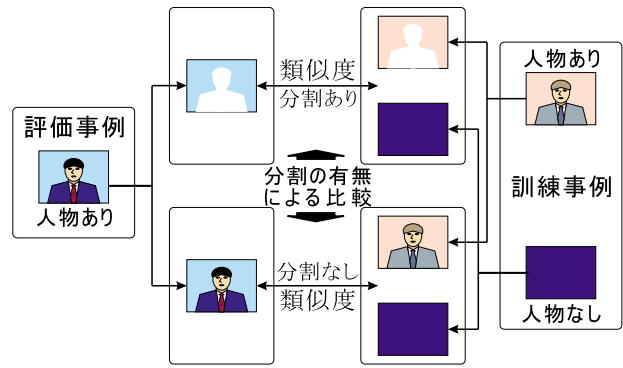 評価事例
人物あり
類似度
分割あり
分割の有無
による比較
分割なし
類似度
人物あり
訓練事例
人物なし